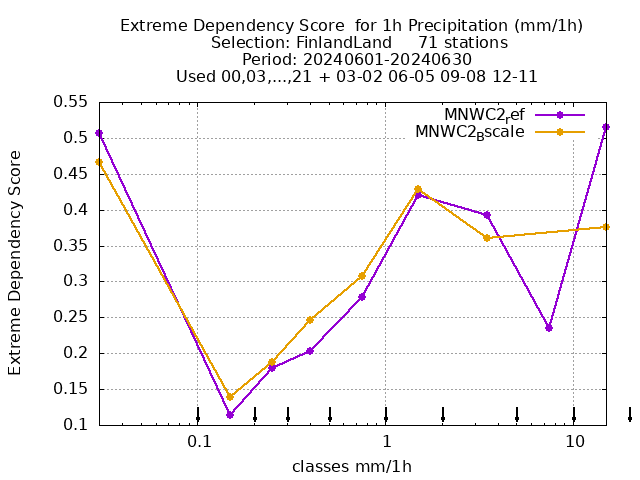 Extreme Dependency Score  for 1h Precipitation (mm/1h)
Selection: FinlandLand     71 stations
Period: 20240601-20240630
Used 00,03,...,21 + 03-02 06-05 09-08 12-11
MNWC2ref
MNWC2Bscale
Extreme Dependency Score
0.55
0.5
0.45
0.4
0.35
0.3
0.25
0.2
0.15
0.1
0.1
1
10
classes mm/1h